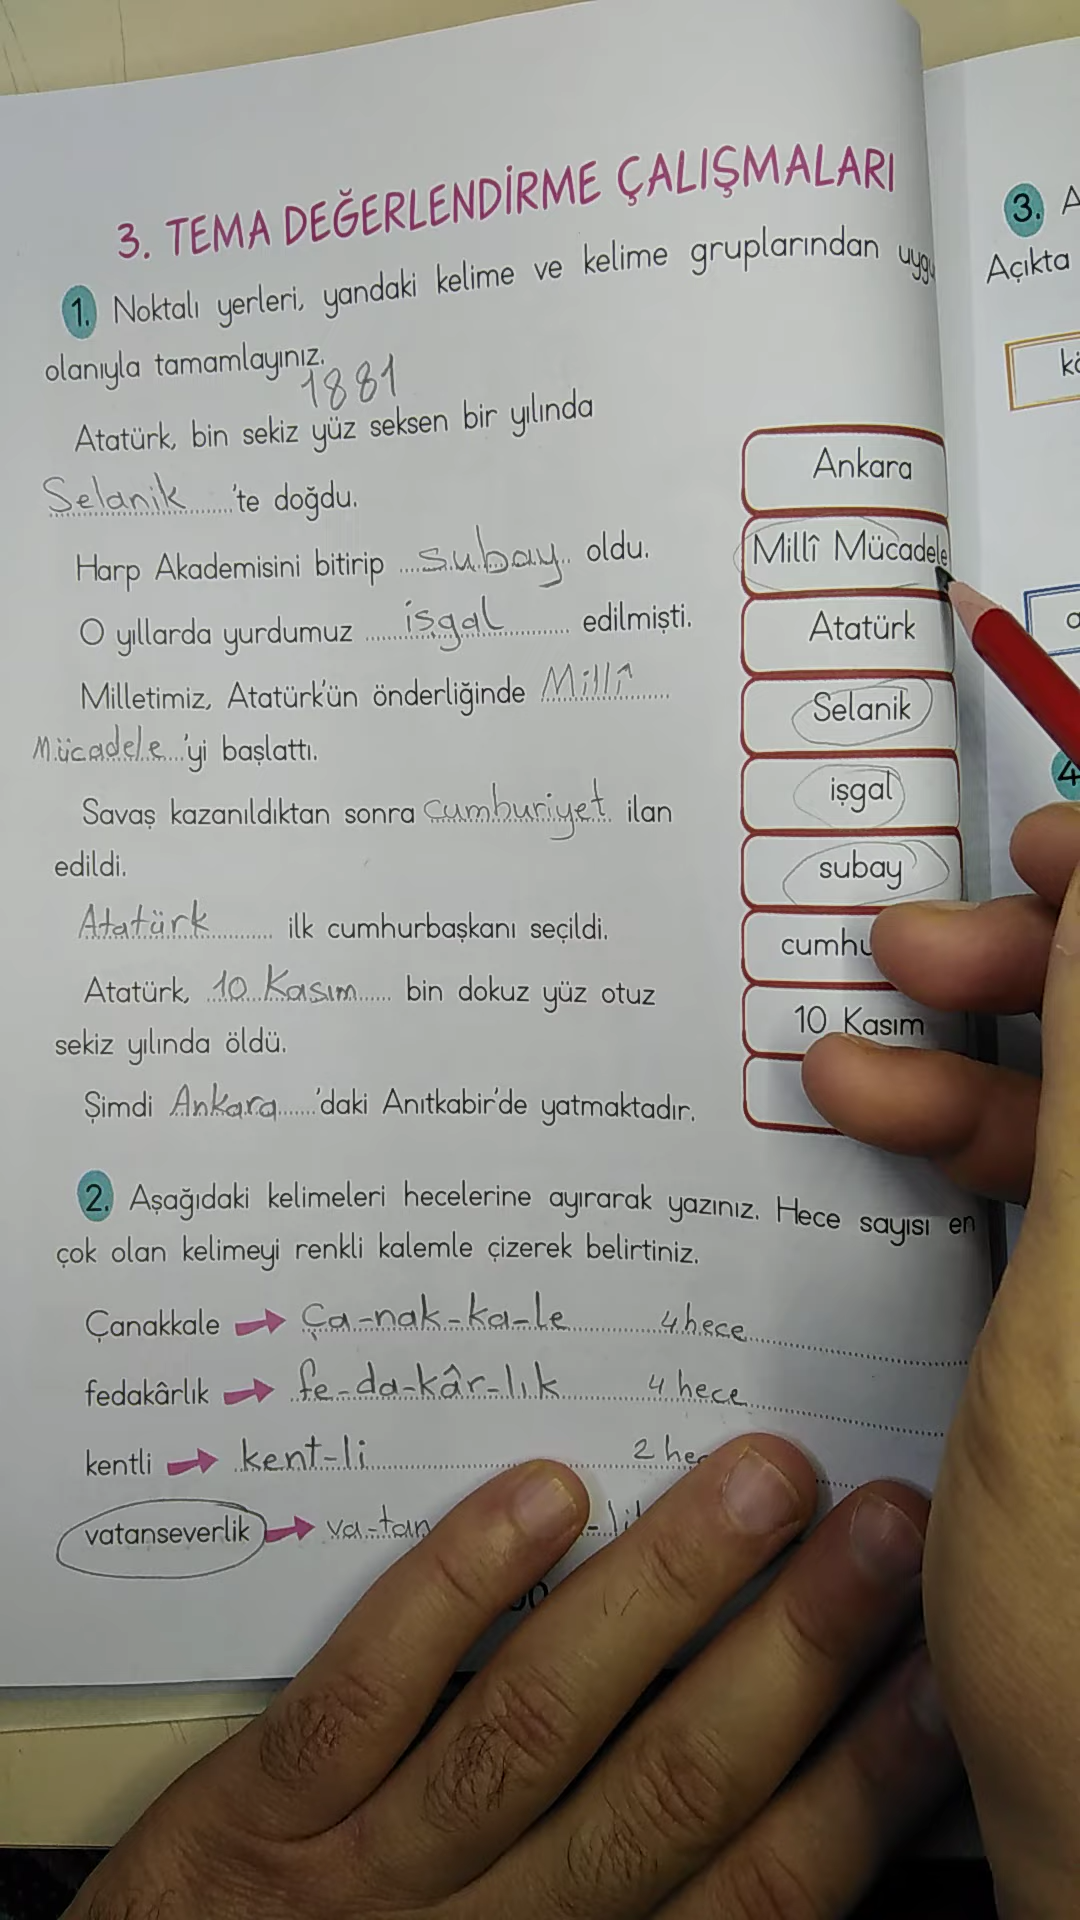 3. TEMA DEĞERLENDİRME ÇALIŞMALARI
1. Noktalı yerleri, yandaki kelime ve kelime gruplarından
olanıyla tamamlayınız.
1881
Atatürk, bin sekiz yüz seksen bir yılında
Selanik 'te doğdu.
Harp Akademisini bitirip subay oldu.
O yıllarda yurdumuz işgal edilmişti.
Milletimiz, Atatürk'ün önderliğinde Millî
Mücadele 'yi başlattı.
Savaş kazanıldıktan sonra cumhuriyet ilan
edildi.
Atatürk ilk cumhurbaşkanı seçildi.
Atatürk, 10 Kasım bin dokuz yüz otuz
sekiz yılında öldü.
Şimdi Ankara 'daki Anıtkabir'de yatmaktadır.
Ankara
Millî Mücadele
Atatürk
Selanik
işgal
subay
10 Kasım
2. Aşağıdaki kelimeleri hecelerine ayırarak yazınız. Hece sayısı en
çok olan kelimeyi renkli kalemle çizerek belirtiniz.
Çanakkale Ça-nak-ka-le 4 hece
fedakârlık fe-da-kâr-lık 4 hece
kentli kent-li 2
vatanseverlik va-tan
3.
Açıkta
4